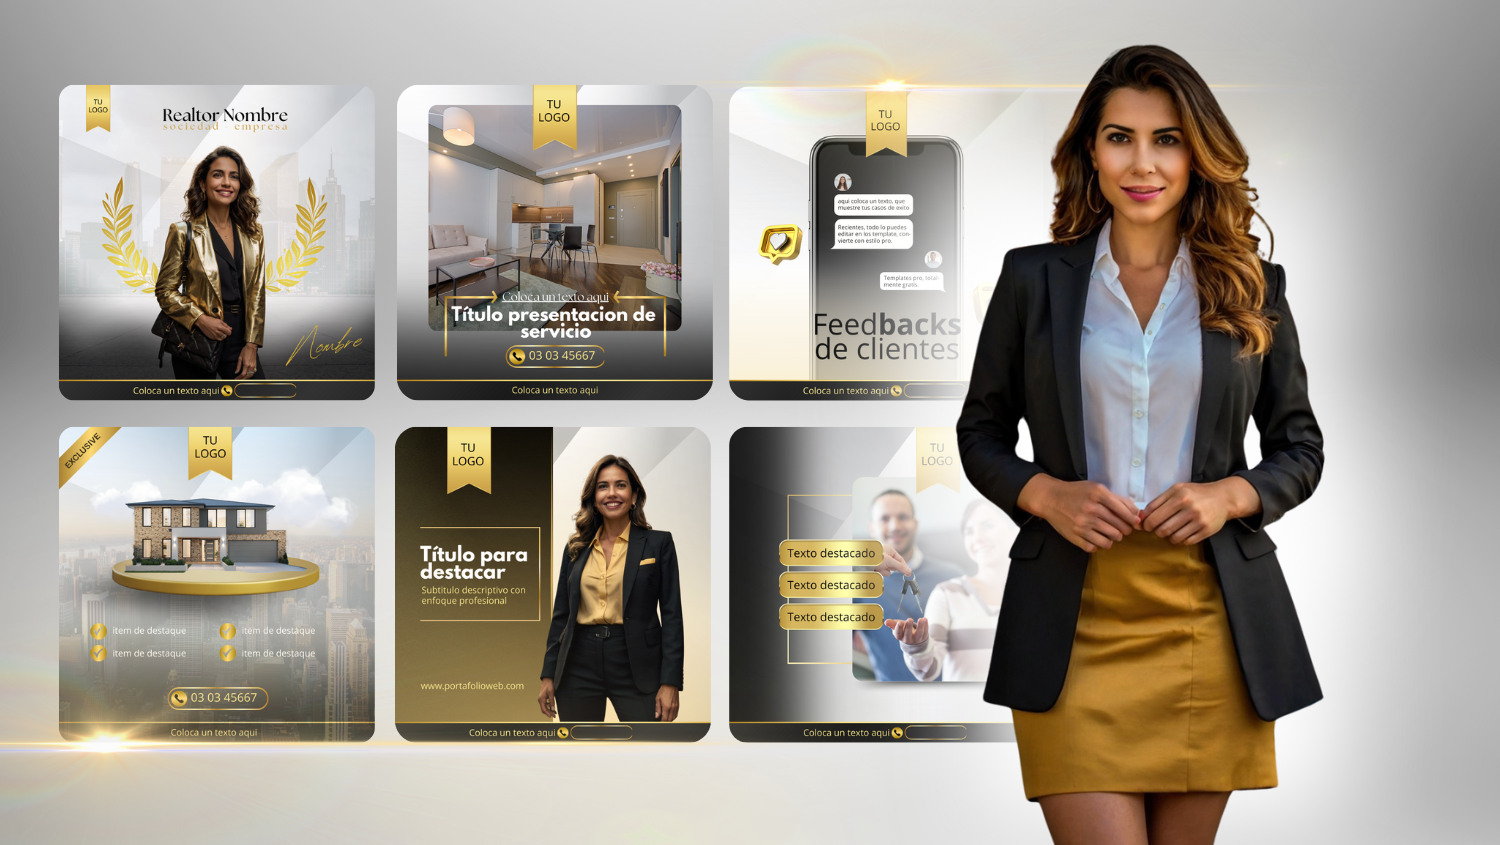 TU
LOGO
Realtor Nombre
sociedad - empresa
Nombre
Coloca un texto aqui
TU
LOGO
Coloca un texto aqui
Título presentacion de
servicio
03 03 45667
Coloca un texto aqui
TU
LOGO
aqui coloca un texto, que
muestre tus casos de exito
Recientes, todo lo puedes
editar en los template, con-
vierte con estilo pro.
Templates pro, total-
mente gratis.
Feedbacks
de clientes
Coloca un texto aqui
EXCLUSIVE
TU
LOGO
item de destaque
item de destaque
item de destaque
item de destaque
03 03 45667
Coloca un texto aqui
TU
LOGO
Título para
destacar
Subtitulo descriptivo con
enfoque profesional
www.portafolioweb.com
Coloca un texto aqui
TU
LOGO
Texto destacado
Texto destacado
Texto destacado
Coloca un texto aqui